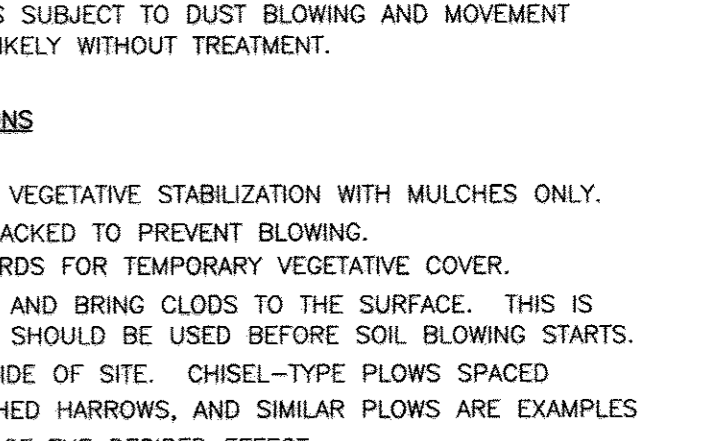 S SUBJECT TO DUST BLOWING AND MOVEMENT
IKELY WITHOUT TREATMENT.
ONS
VEGETATIVE STABILIZATION WITH MULCHES ONLY.
ACKED TO PREVENT BLOWING.
RDS FOR TEMPORARY VEGETATIVE COVER.
AND BRING CLODS TO THE SURFACE. THIS IS
SHOULD BE USED BEFORE SOIL BLOWING STARTS.
IDE OF SITE. CHISEL-TYPE PLOWS SPACED
HED HARROWS, AND SIMILAR PLOWS ARE EXAMPLES